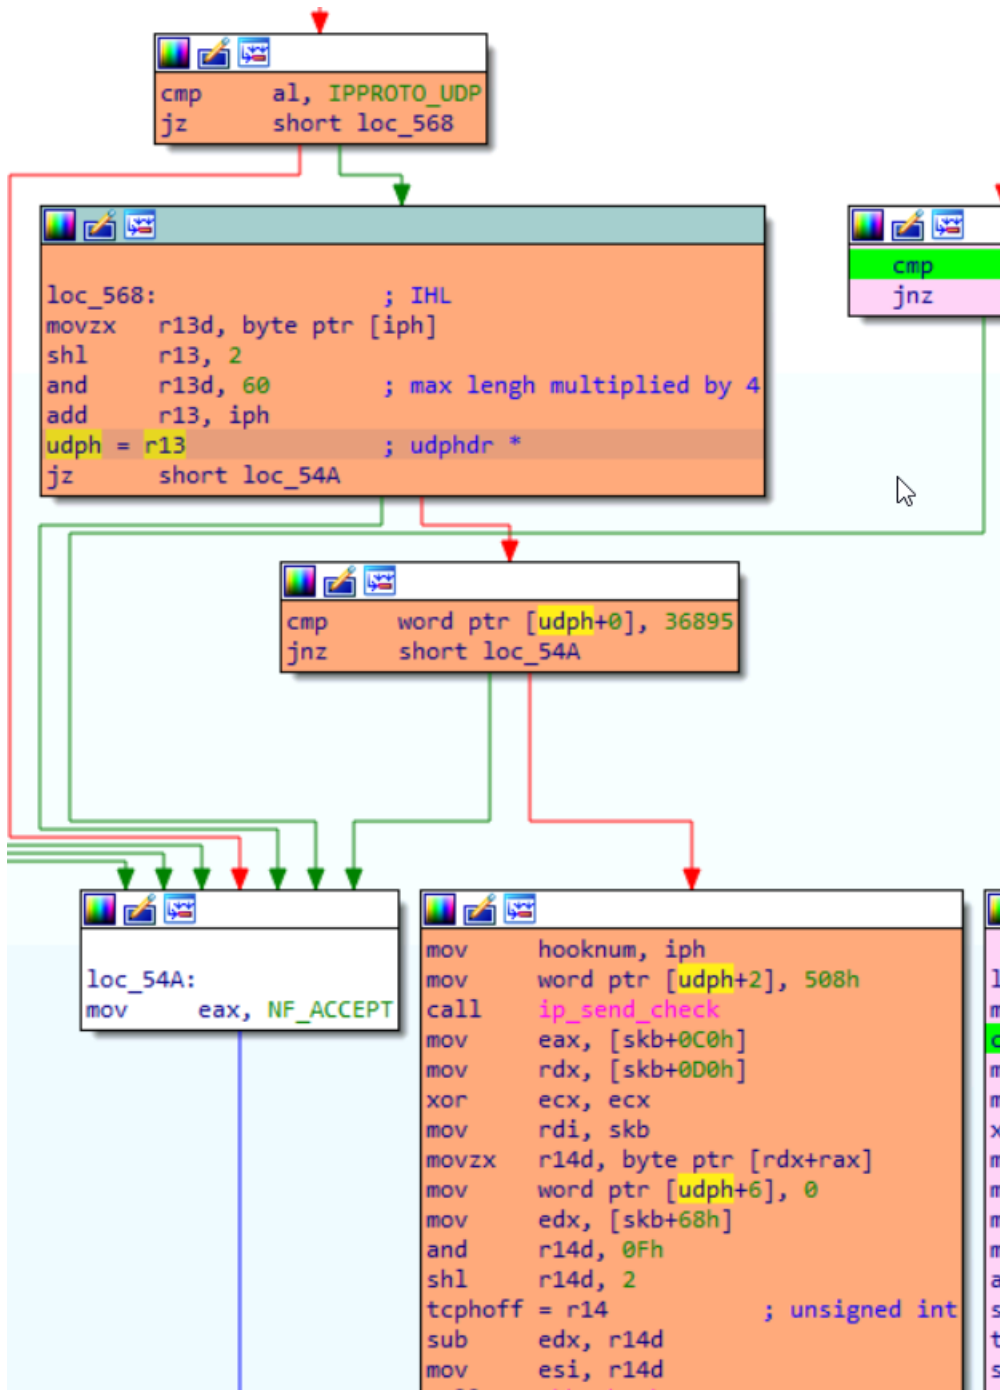 cmp al, IPPROTO_UDP
jz short loc_568
loc_568: ; IHL
movzx r13d, byte ptr [iph]
shl r13, 2
and r13d, 60 ; max lengh multiplied by 4
add r13, iph
udph = r13 ; udphdr *
jz short loc_54A
cmp
jnz
cmp word ptr [udph+0], 36895
jnz short loc_54A
loc_54A:
mov eax, NF_ACCEPT
mov hooknum, iph
mov word ptr [udph+2], 508h
call ip_send_check
mov eax, [skb+0C0h]
mov rdx, [skb+0D0h]
xor ecx, ecx
mov rdi, skb
movzx r14d, byte ptr [rdx+rax]
mov word ptr [udph+6], 0
mov edx, [skb+68h]
and r14d, 0Fh
shl r14d, 2
tcphoff = r14 ; unsigned int
sub edx, r14d
mov esi, r14d